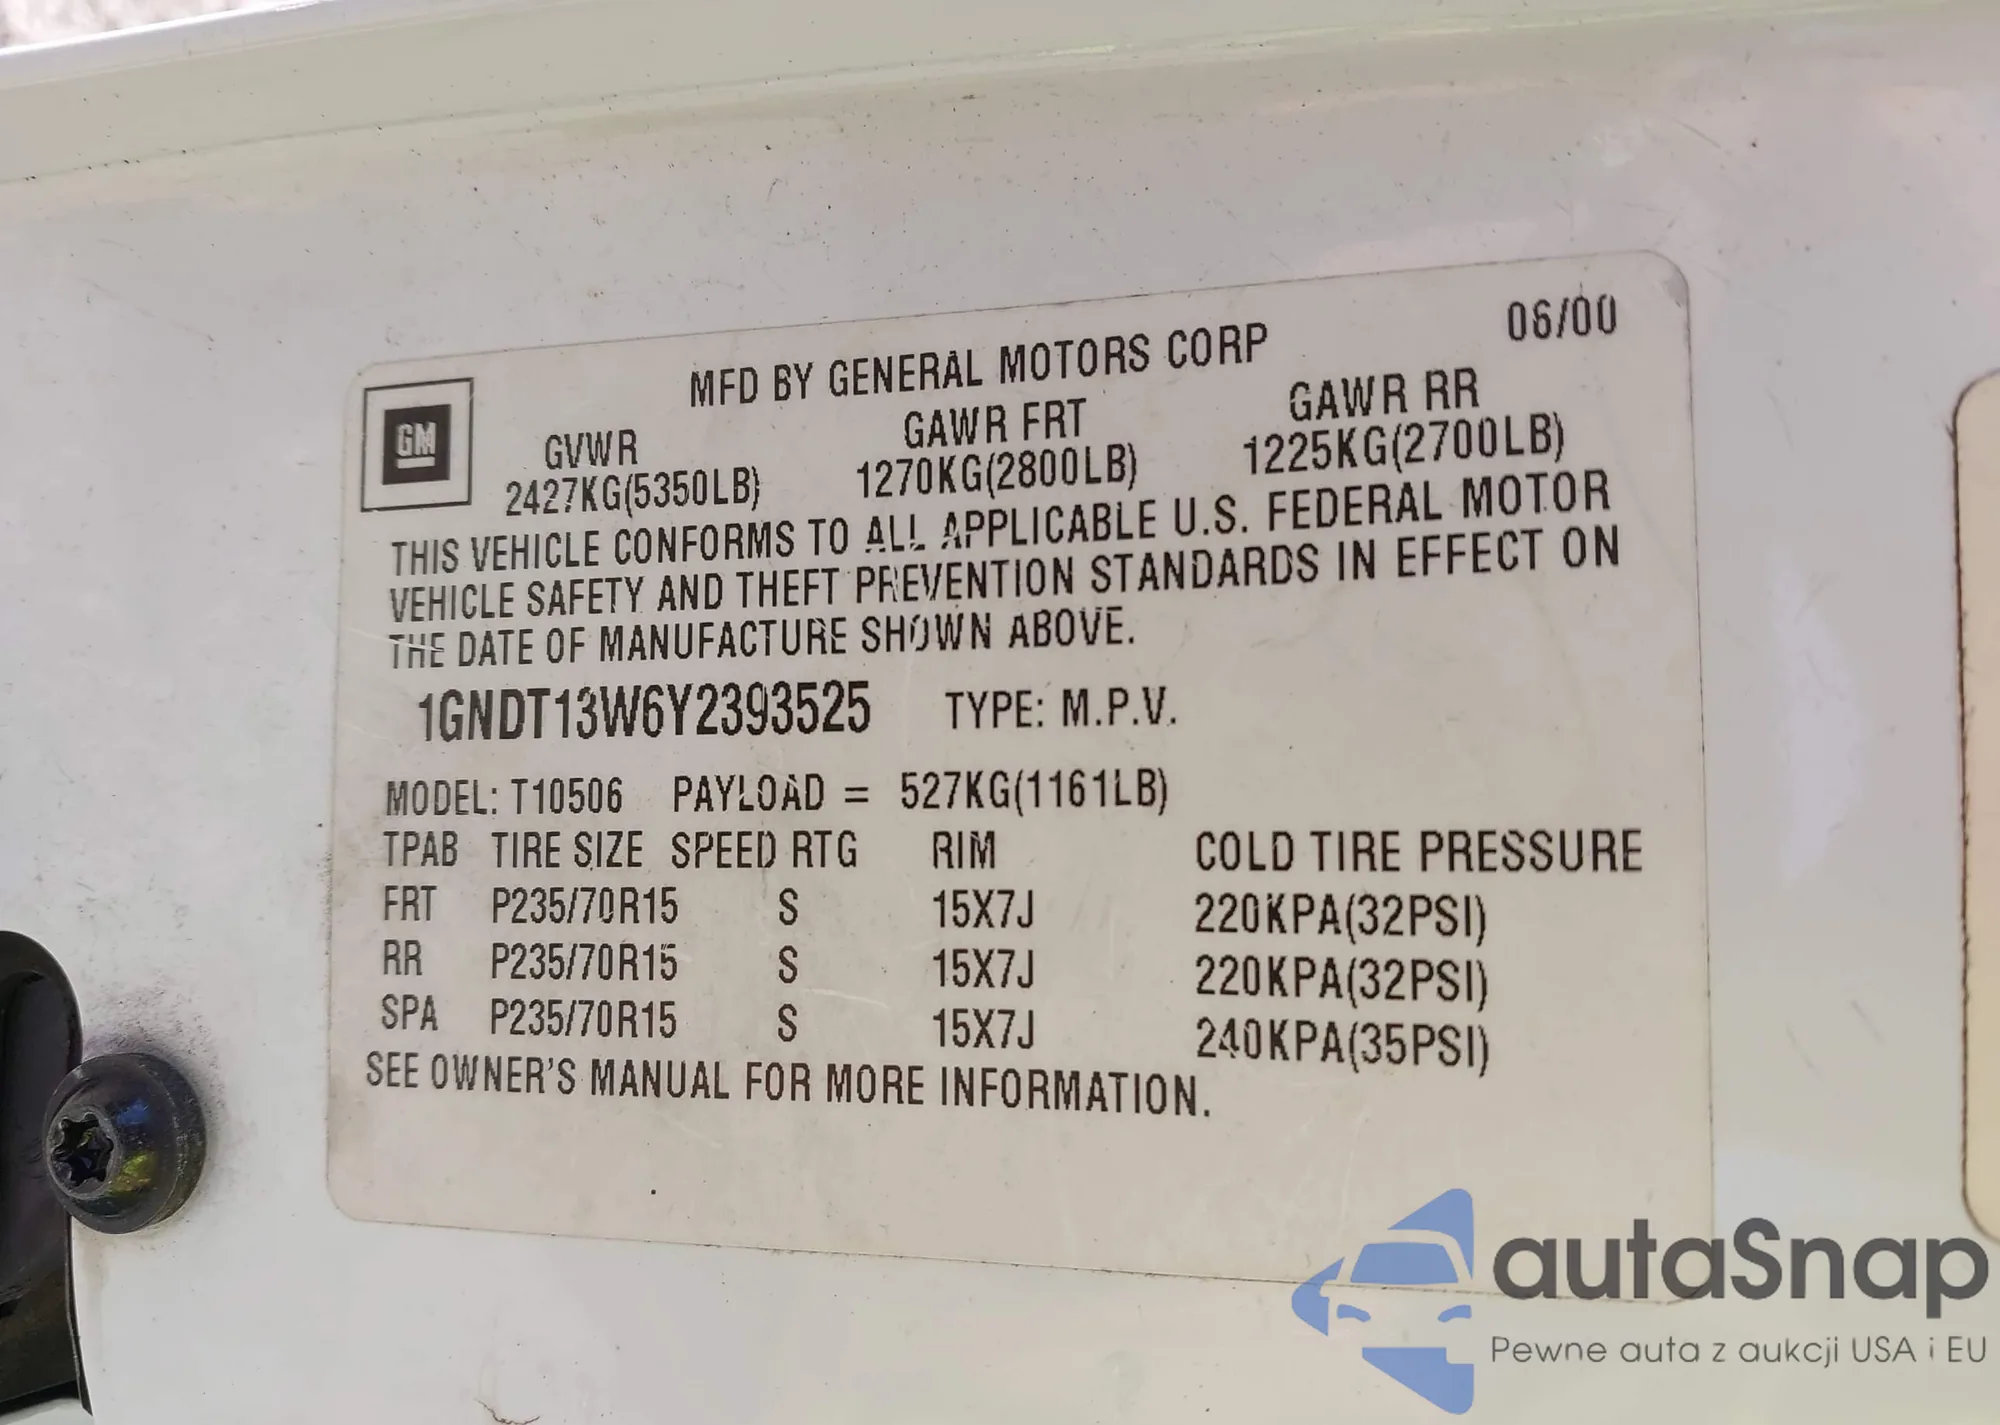 06/00
MFD BY GENERAL MOTORS CORP
GM
GVWR GAWR FRT GAWR RR
2427KG(5350LB) 1270KG(2800LB) 1225KG(2700LB)
THIS VEHICLE CONFORMS TO ALL APPLICABLE U.S. FEDERAL MOTOR
VEHICLE SAFETY AND THEFT PREVENTION STANDARDS IN EFFECT ON
THE DATE OF MANUFACTURE SHOWN ABOVE.
1GNDT13W6Y2393525 TYPE: M.P.V.
MODEL: T10506 PAYLOAD = 527KG(1161LB)
TPAB TIRE SIZE SPEED RTG RIM COLD TIRE PRESSURE
FRT P235/70R15 S 15X7J 220KPA(32PSI)
RR P235/70R15 S 15X7J 220KPA(32PSI)
SPA P235/70R15 S 15X7J 240KPA(35PSI)
SEE OWNER'S MANUAL FOR MORE INFORMATION.
autaSnap
Pewne auta z aukcji USA i EU